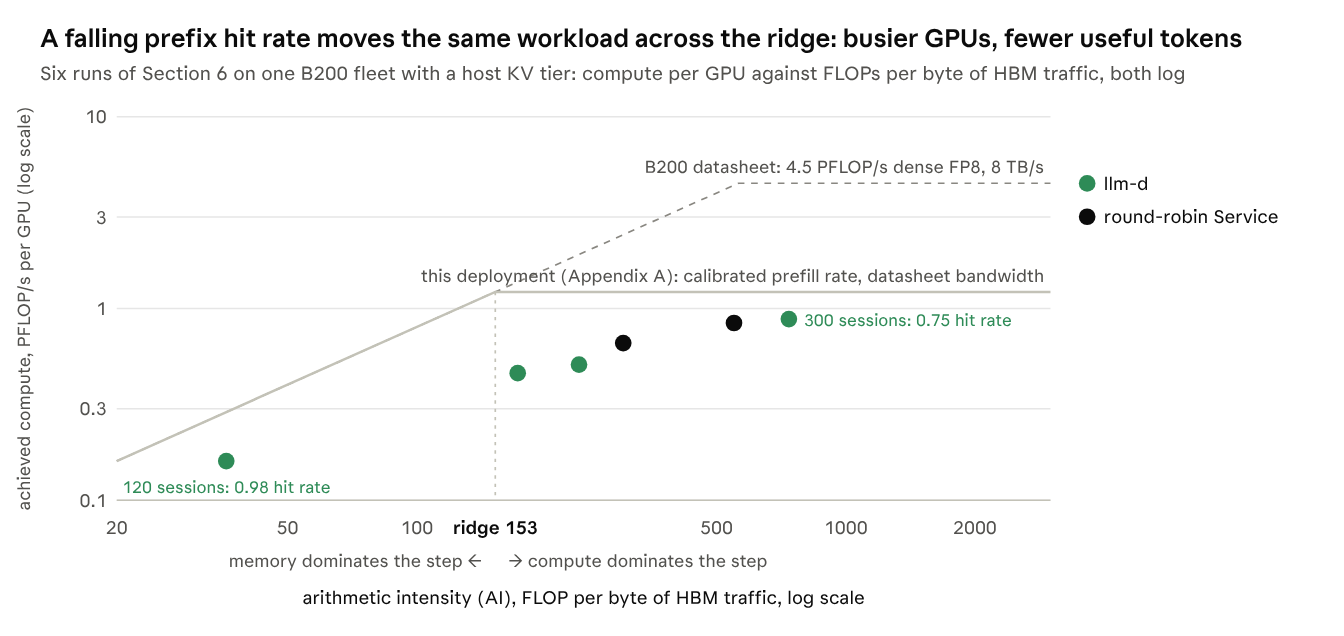 A falling prefix hit rate moves the same workload across the ridge: busier GPUs, fewer useful tokens
Six runs of Section 6 on one B200 fleet with a host KV tier: compute per GPU against FLOPs per byte of HBM traffic, both log
achieved compute, PFLOP/s per GPU (log scale)
10
3
1
0.3
0.1
B200 datasheet: 4.5 PFLOP/s dense FP8, 8 TB/s
this deployment (Appendix A): calibrated prefill rate, datasheet bandwidth
300 sessions: 0.75 hit rate
120 sessions: 0.98 hit rate
llm-d
round-robin Service
20 50 100 ridge 153 500 1000 2000
memory dominates the step ← → compute dominates the step
arithmetic intensity (AI), FLOP per byte of HBM traffic, log scale